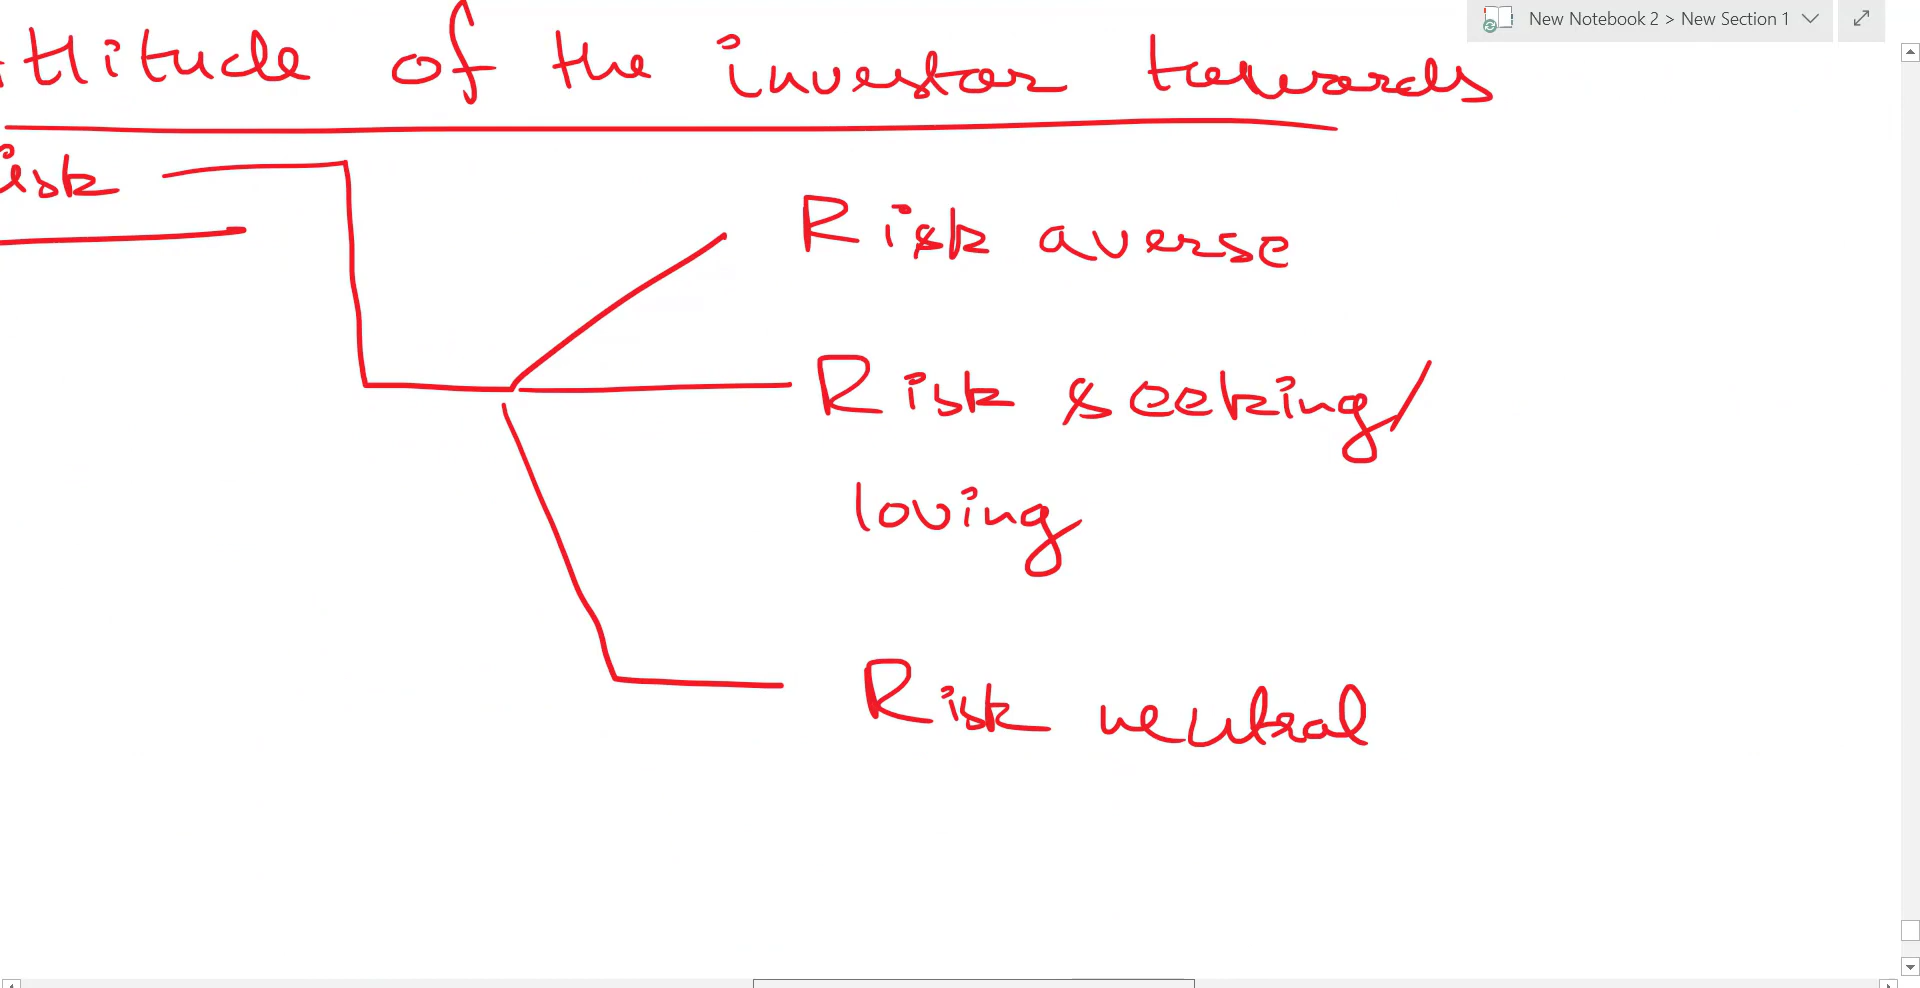 New Notebook 2 > New Section 1
ttitude of the investor towards
isk
Risk averse
Risk seeking/
loving
Risk neutral